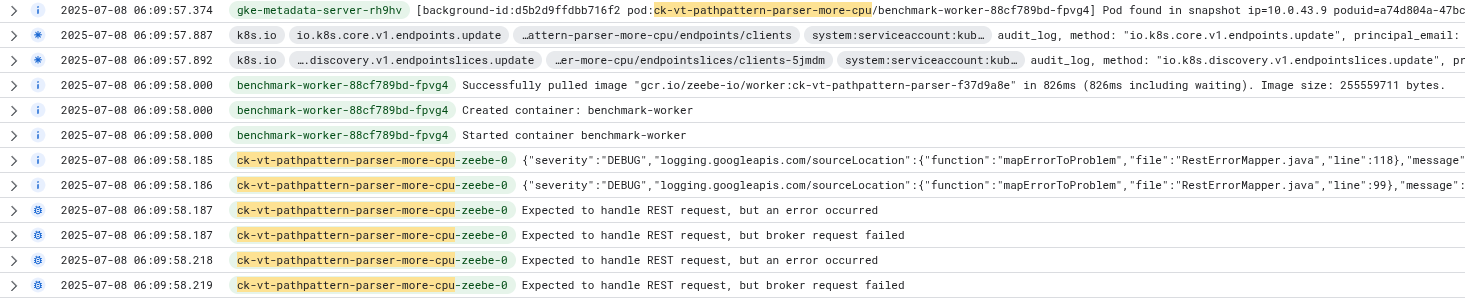 2025-07-08 06:09:57.374 gke-metadata-server-rh9hv [background-id:d5b2d9ffdbb716f2 pod:ck-vt-pathpattern-parser-more-cpu/benchmark-worker-88cf789bd-fpvg4] Pod found in snapshot ip=10.0.43.9 poduid=a74d804a-47bc
2025-07-08 06:09:57.887 k8s.io io.k8s.core.v1.endpoints.update …attern-parser-more-cpu/endpoints/clients system:serviceaccount:kub… audit_log, method: "io.k8s.core.v1.endpoints.update", principal_email:
2025-07-08 06:09:57.892 k8s.io ….discovery.v1.endpointslices.update …er-more-cpu/endpointslices/clients-5jmdm system:serviceaccount:kub… audit_log, method: "io.k8s.discovery.v1.endpointslices.update", pr
2025-07-08 06:09:58.000 benchmark-worker-88cf789bd-fpvg4 Successfully pulled image "gcr.io/zeebe-io/worker:ck-vt-pathpattern-parser-f37d9a8e" in 826ms (826ms including waiting). Image size: 255559711 bytes.
2025-07-08 06:09:58.000 benchmark-worker-88cf789bd-fpvg4 Created container: benchmark-worker
2025-07-08 06:09:58.000 benchmark-worker-88cf789bd-fpvg4 Started container benchmark-worker
2025-07-08 06:09:58.185 ck-vt-pathpattern-parser-more-cpu-zeebe-0 {"severity":"DEBUG","logging.googleapis.com/sourceLocation":{"function":"mapErrorToProblem","file":"RestErrorMapper.java","line":118},"message"
2025-07-08 06:09:58.186 ck-vt-pathpattern-parser-more-cpu-zeebe-0 {"severity":"DEBUG","logging.googleapis.com/sourceLocation":{"function":"mapErrorToProblem","file":"RestErrorMapper.java","line":99},"message":
2025-07-08 06:09:58.187 ck-vt-pathpattern-parser-more-cpu-zeebe-0 Expected to handle REST request, but an error occurred
2025-07-08 06:09:58.187 ck-vt-pathpattern-parser-more-cpu-zeebe-0 Expected to handle REST request, but broker request failed
2025-07-08 06:09:58.218 ck-vt-pathpattern-parser-more-cpu-zeebe-0 Expected to handle REST request, but an error occurred
2025-07-08 06:09:58.219 ck-vt-pathpattern-parser-more-cpu-zeebe-0 Expected to handle REST request, but broker request failed